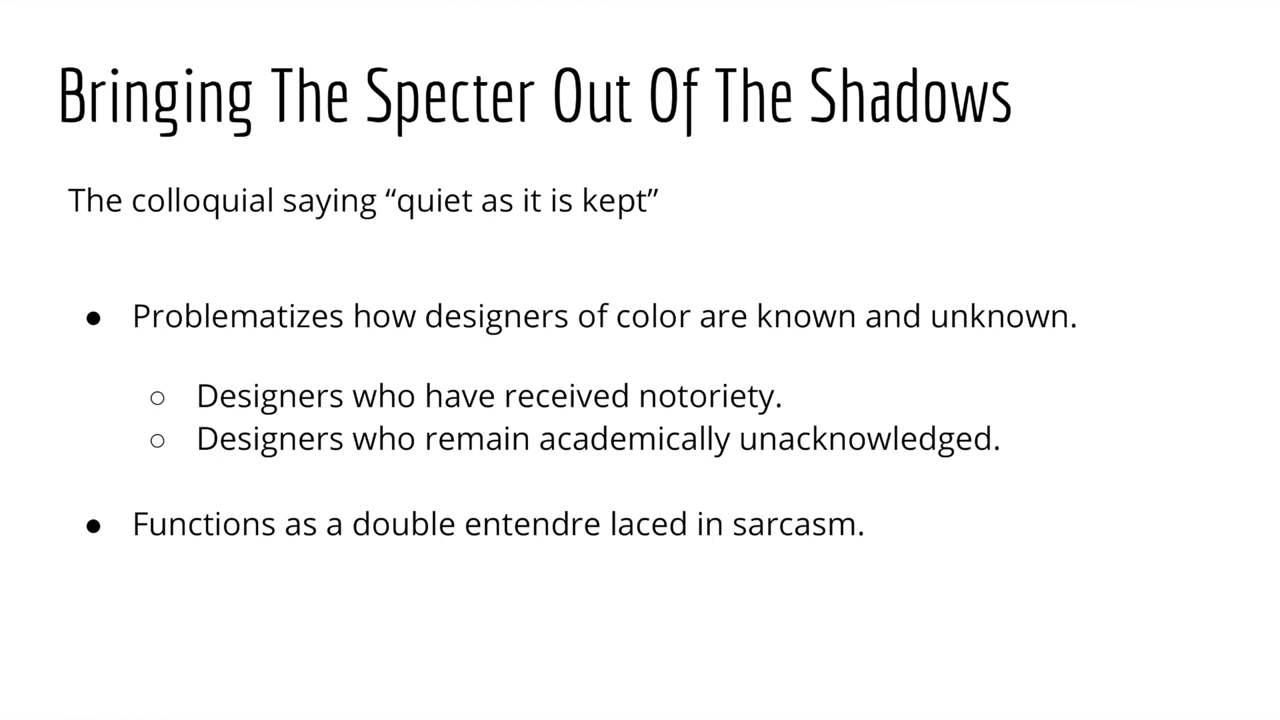 Bringing The Specter Out Of The Shadows
The colloquial saying “quiet as it is kept”
● Problematizes how designers of color are known and unknown.
○ Designers who have received notoriety.
○ Designers who remain academically unacknowledged.
● Functions as a double entendre laced in sarcasm.